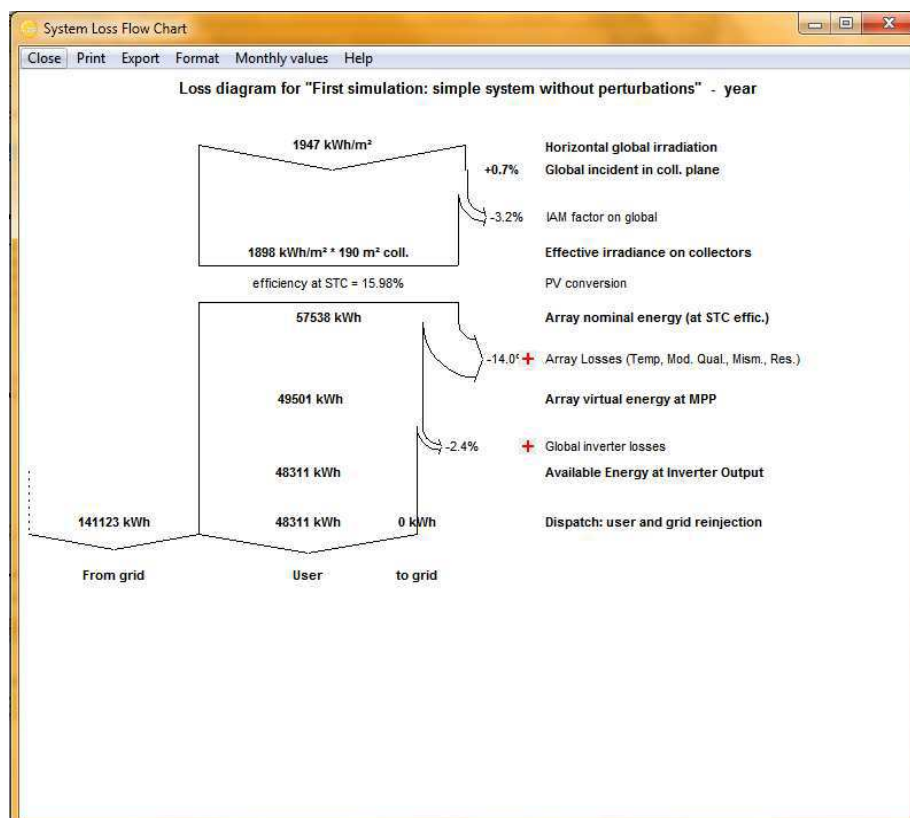 System Loss Flow Chart
Close Print Export Format Monthly values Help
Loss diagram for "First simulation: simple system without perturbations" - year
1947 kWh/m² Horizontal global irradiation
+0.7% Global incident in coll. plane
-3.2% IAM factor on global
1898 kWh/m² * 190 m² coll. Effective irradiance on collectors
efficiency at STC = 15.98% PV conversion
57538 kWh Array nominal energy (at STC effic.)
-14.0% Array Losses (Temp, Mod. Qual., Mism., Res.)
49501 kWh Array virtual energy at MPP
-2.4% Global inverter losses
48311 kWh Available Energy at Inverter Output
141123 kWh 48311 kWh 0 kWh Dispatch: user and grid reinjection
From grid User to grid